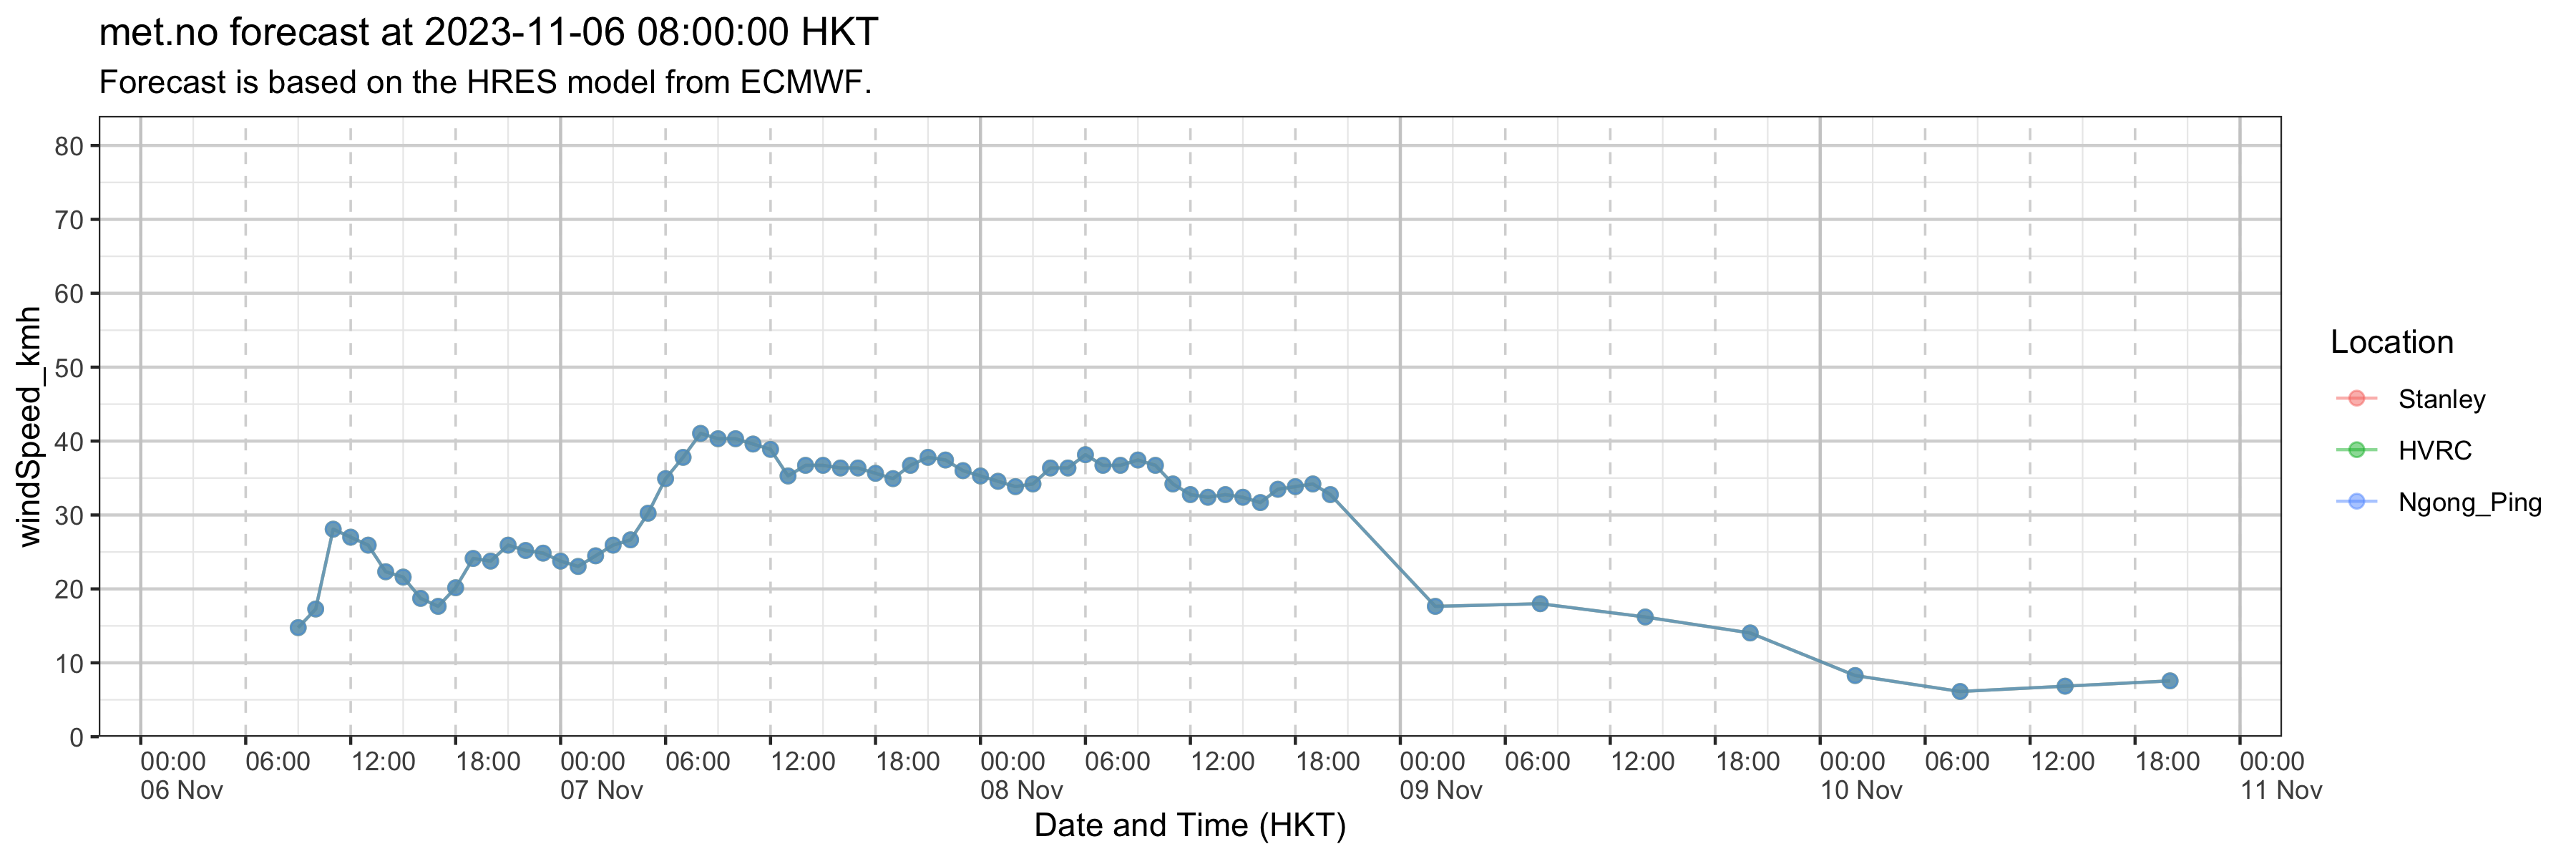 met.no forecast at 2023-11-06 08:00:00 HKT
Forecast is based on the HRES model from ECMWF.
windSpeed_kmh
80
70
60
50
40
30
20
10
0
00:00 06:00 12:00 18:00 00:00 06:00 12:00 18:00 00:00 06:00 12:00 18:00 00:00 06:00 12:00 18:00 00:00 06:00 12:00 18:00 00:00
06 Nov 07 Nov 08 Nov 09 Nov 10 Nov 11 Nov
Date and Time (HKT)
Location
Stanley
HVRC
Ngong_Ping